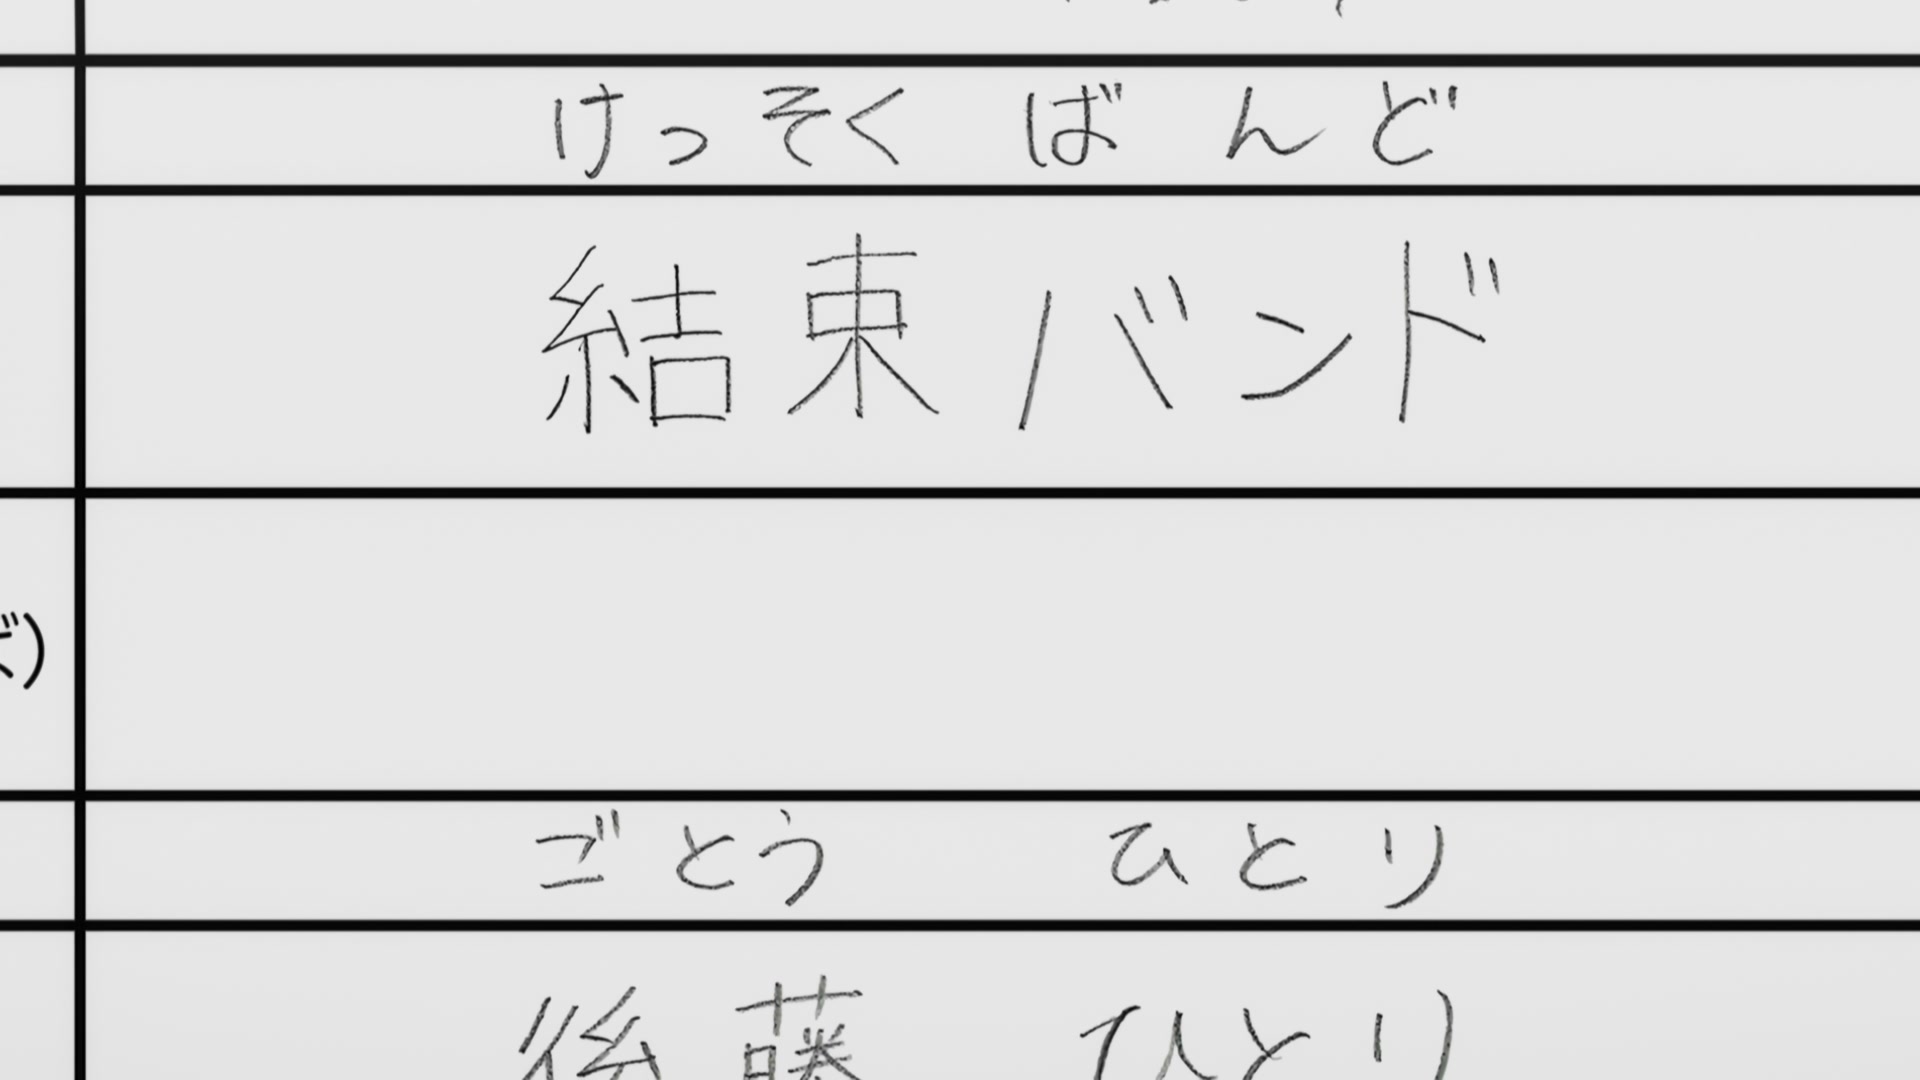 けっそくばんど
結束バンド
ごとう ひとり
後藤 ひとり